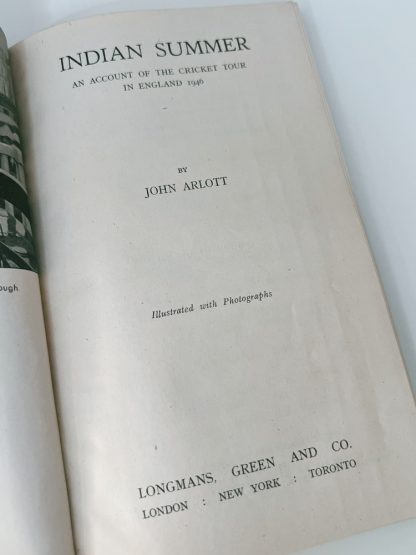 INDIAN SUMMER
AN ACCOUNT OF THE CRICKET TOUR
IN ENGLAND 1946
BY
JOHN ARLOTT
Illustrated with Photographs
LONGMANS, GREEN AND CO.
LONDON : NEW YORK : TORONTO